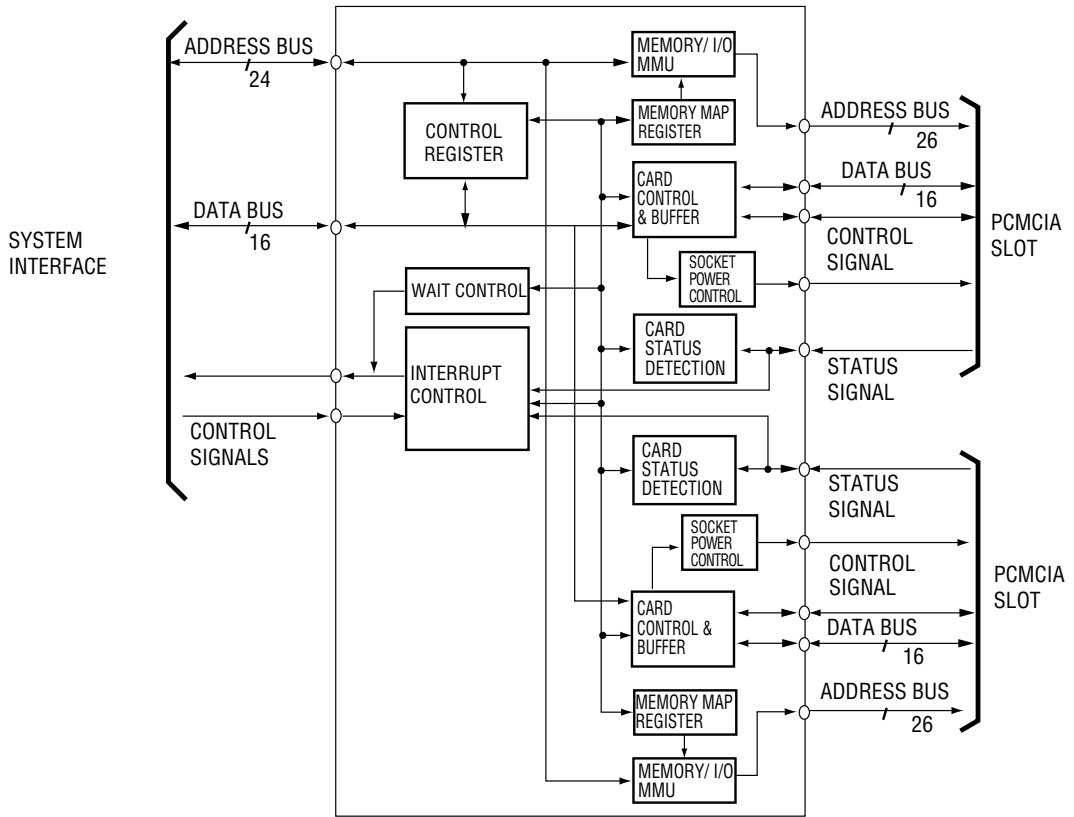 ADDRESS BUS
24
MEMORY/ I/O
MMU
MEMORY MAP
REGISTER
ADDRESS BUS
26
CONTROL
REGISTER
CARD
CONTROL
& BUFFER
DATA BUS
16
DATA BUS
16
SYSTEM
INTERFACE
CONTROL
SIGNAL
PCMCIA
SLOT
SOCKET
POWER
CONTROL
WAIT CONTROL
CARD
STATUS
DETECTION
STATUS
SIGNAL
INTERRUPT
CONTROL
CONTROL
SIGNALS
CARD
STATUS
DETECTION
STATUS
SIGNAL
SOCKET
POWER
CONTROL
CONTROL
SIGNAL
PCMCIA
SLOT
CARD
CONTROL &
BUFFER
DATA BUS
16
MEMORY MAP
REGISTER
ADDRESS BUS
26
MEMORY/ I/O
MMU